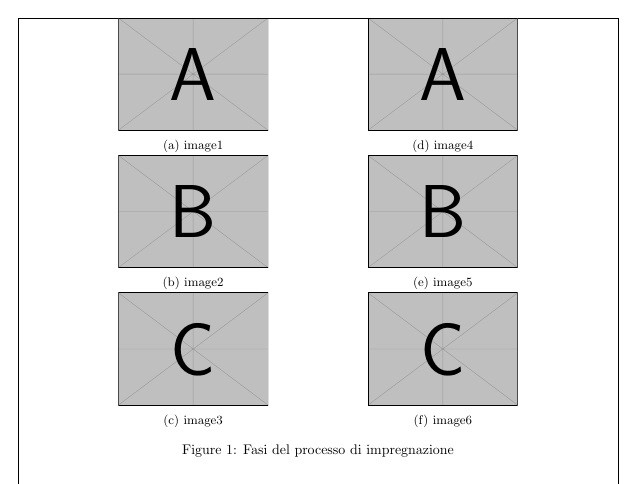 A
A
(a) image1
(d) image4
B
B
(b) image2
(e) image5
C
C
(c) image3
(f) image6
Figure 1: Fasi del processo di impregnazione